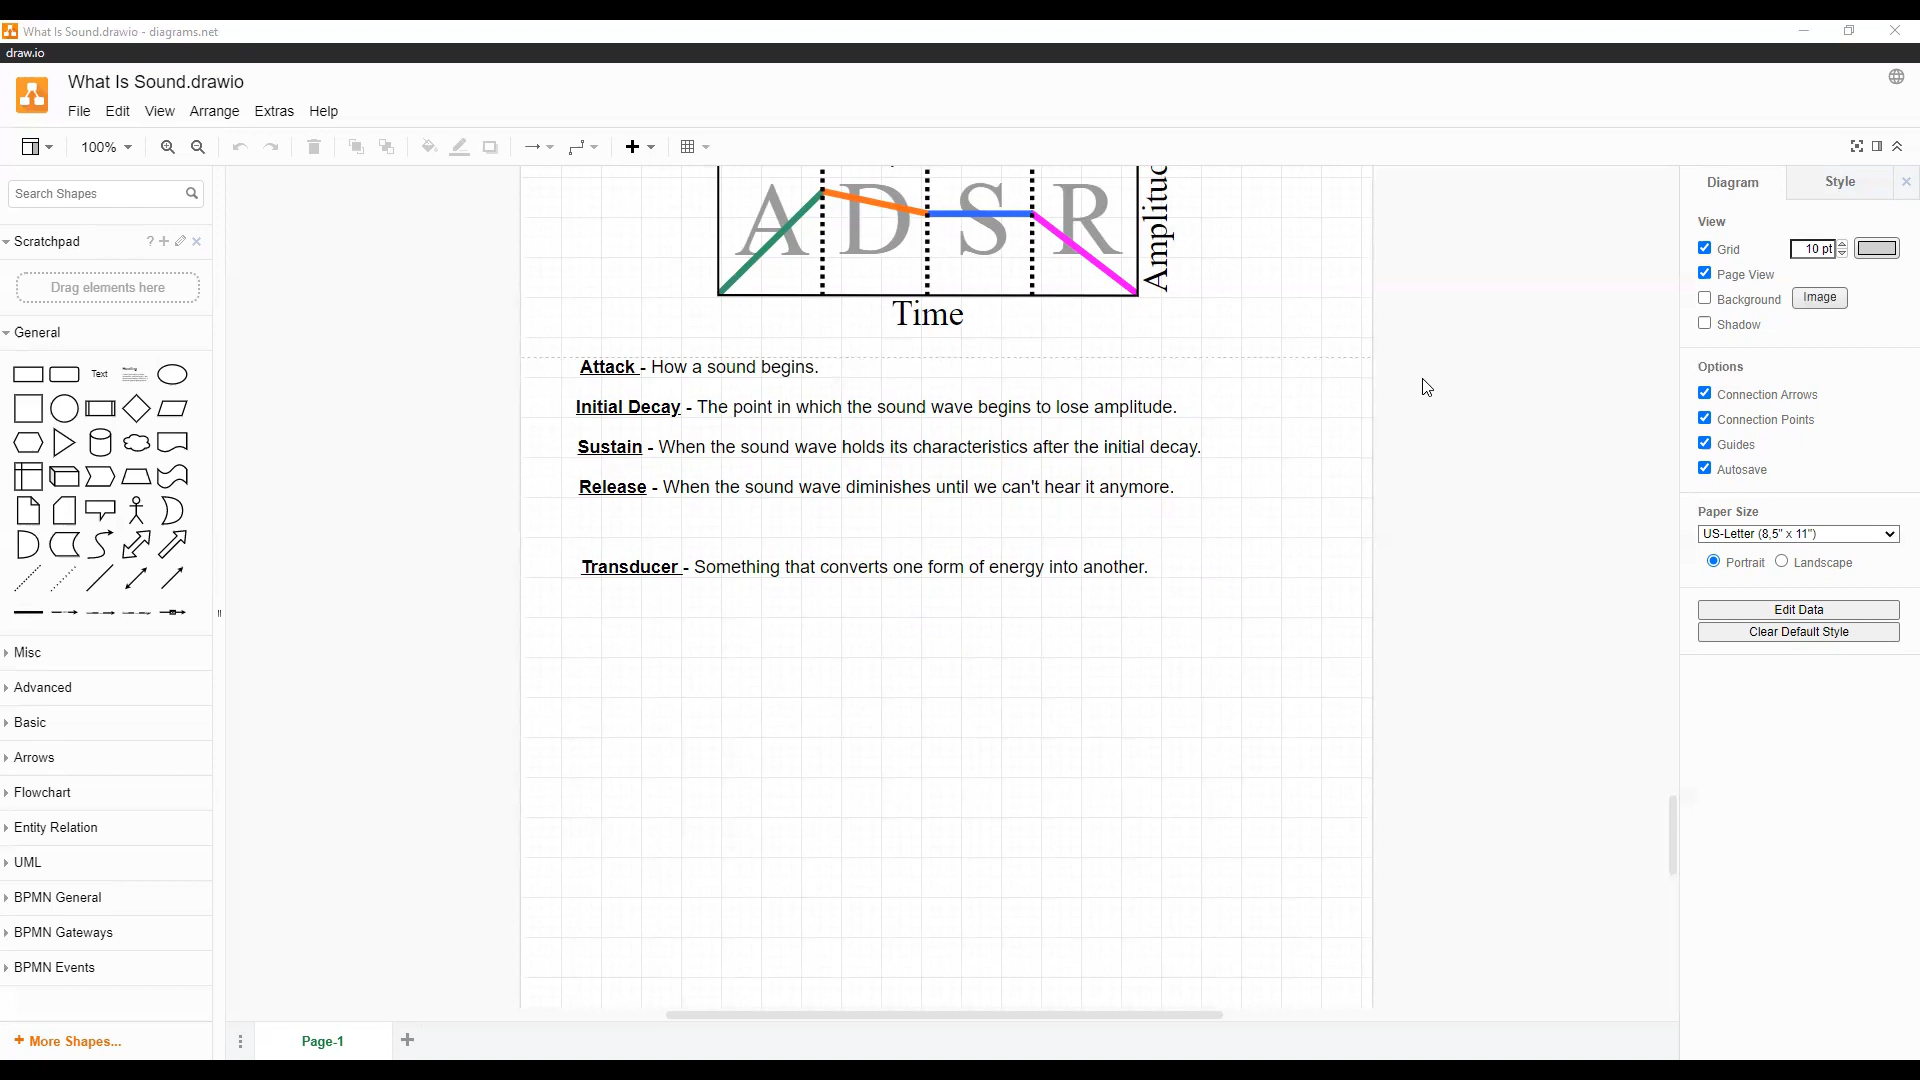 What Is Sound.drawio - diagrams.net
draw.io
What Is Sound.drawio
File Edit View Arrange Extras Help
100%
Search Shapes
Scratchpad ?
Drag elements here
General
Text Heading
Misc
Advanced
Basic
Arrows
Flowchart
Entity Relation
UML
BPMN General
BPMN Gateways
BPMN Events
+ More Shapes...
A D S R
Time
Attack - How a sound begins.
Initial Decay - The point in which the sound wave begins to lose amplitude.
Sustain - When the sound wave holds its characteristics after the initial decay.
Release - When the sound wave diminishes until we can't hear it anymore.
Transducer - Something that converts one form of energy into another.
Page-1
Diagram Style
View
Grid 10 pt
Page View
Background Image
Shadow
Options
Connection Arrows
Connection Points
Guides
Autosave
Paper Size
US-Letter (8,5" x 11")
Portrait Landscape
Edit Data
Clear Default Style